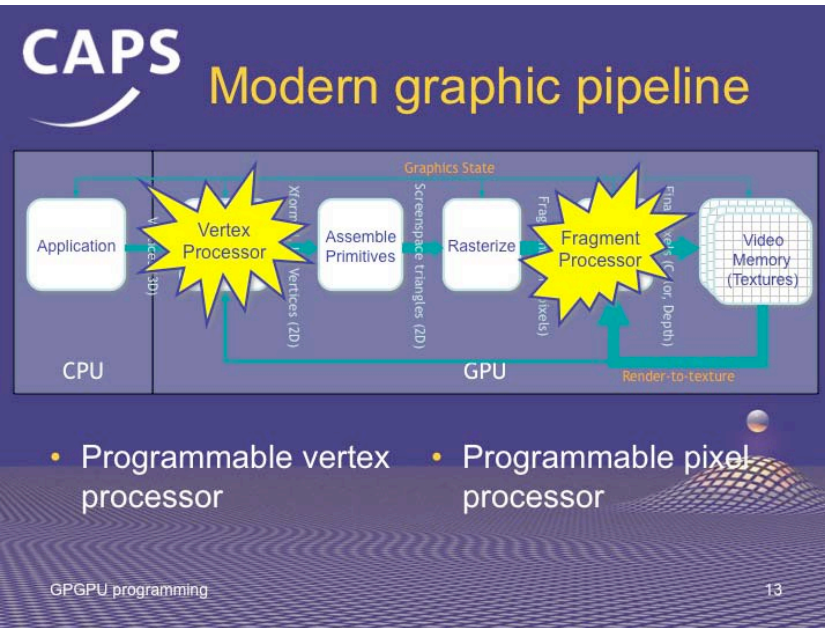 CAPS
Modern graphic pipeline
Graphics State
Application
Vertex
Processor
Vertices (2D)
Assemble
Primitives
Screenspace triangles (2D)
Rasterize
Fragment
Processor
Video
Memory
(Textures)
CPU
GPU
Render-to-texture
• Programmable vertex
processor
• Programmable pixel
processor
GPGPU programming
13